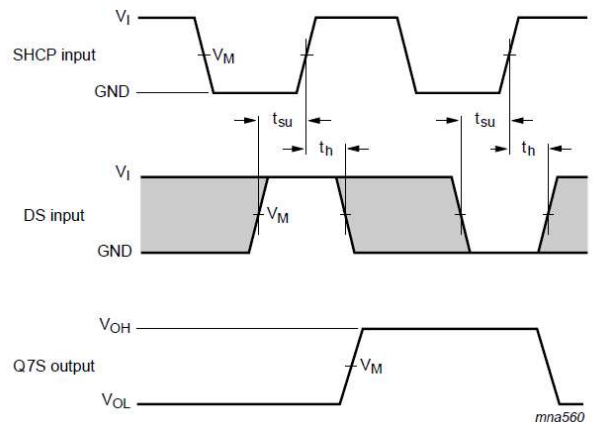 VI
SHCP input
VM
GND
tsu
tsu
th
th
VI
DS input
VM
GND
VOH
Q7S output
VM
VOL
mna560